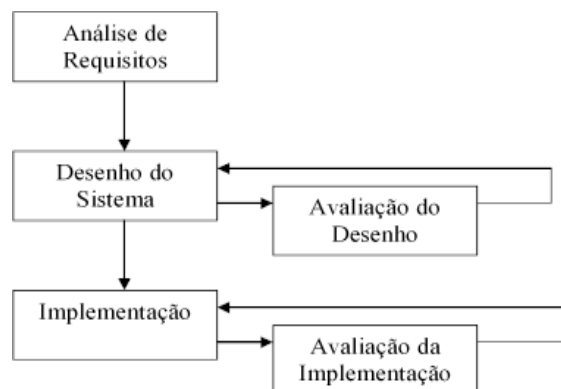 Análise de
Requisitos
Desenho do
Sistema
Avaliação do
Desenho
Implementação
Avaliação da
Implementação